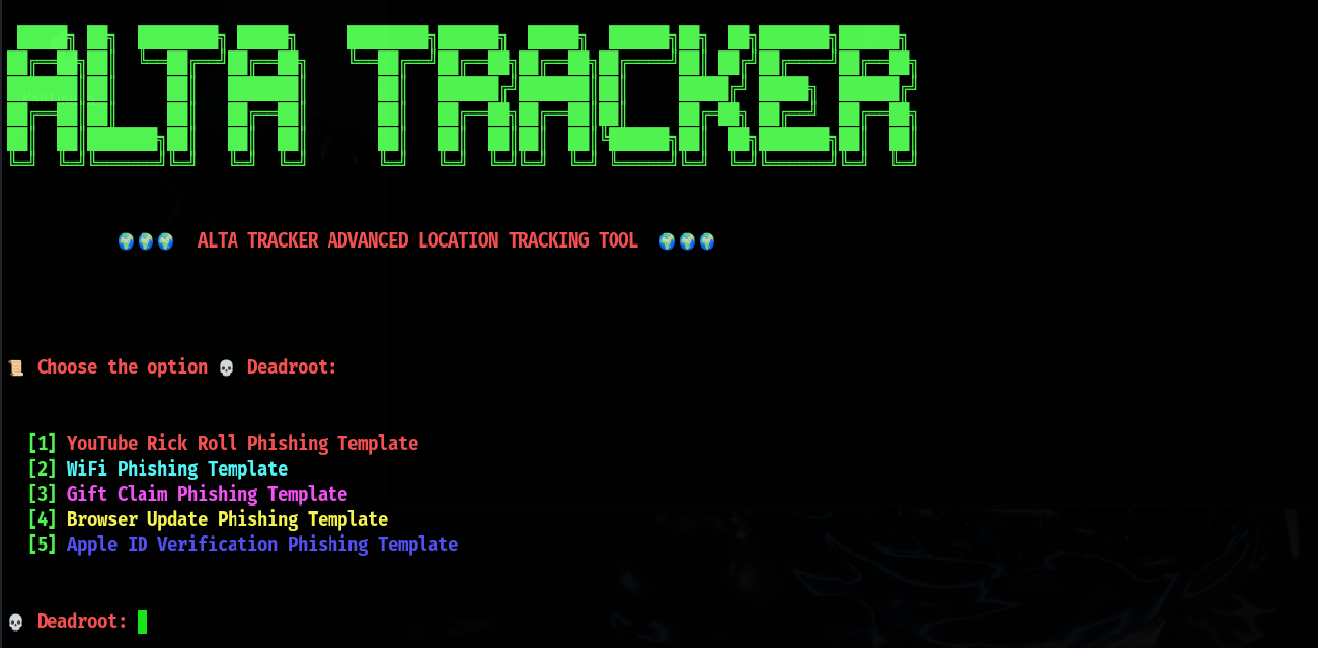 ALTA TRACKER
🌍🌍🌍 ALTA TRACKER ADVANCED LOCATION TRACKING TOOL 🌍🌍🌍
📜 Choose the option 💀 Deadroot:
[1] YouTube Rick Roll Phishing Template
[2] WiFi Phishing Template
[3] Gift Claim Phishing Template
[4] Browser Update Phishing Template
[5] Apple ID Verification Phishing Template
💀 Deadroot: